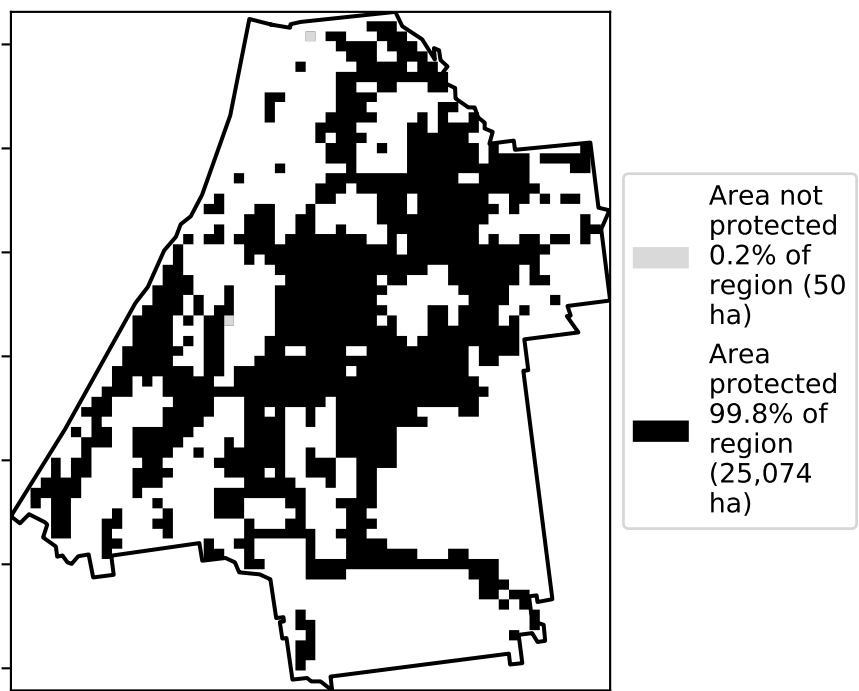 Area not
protected
0.2% of
region (50
ha)
Area
protected
99.8% of
region
(25,074
ha)